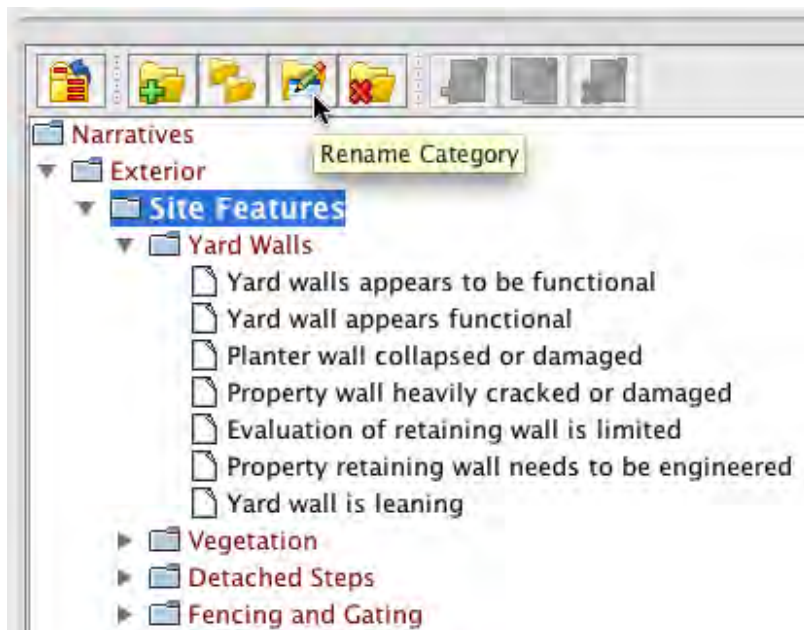 Narratives
Rename Category
Exterior
Site Features
Yard Walls
Yard walls appears to be functional
Yard wall appears functional
Planter wall collapsed or damaged
Property wall heavily cracked or damaged
Evaluation of retaining wall is limited
Property retaining wall needs to be engineered
Yard wall is leaning
Vegetation
Detached Steps
Fencing and Gating